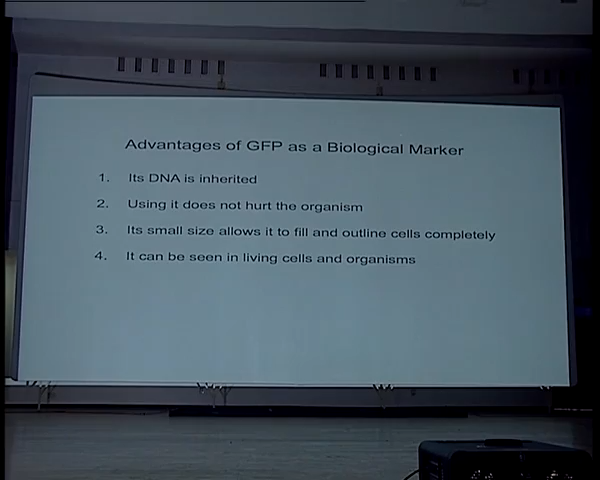 Advantages of GFP as a Biological Marker
1. Its DNA is inherited
2. Using it does not hurt the organism
3. Its small size allows it to fill and outline cells completely
4. It can be seen in living cells and organisms